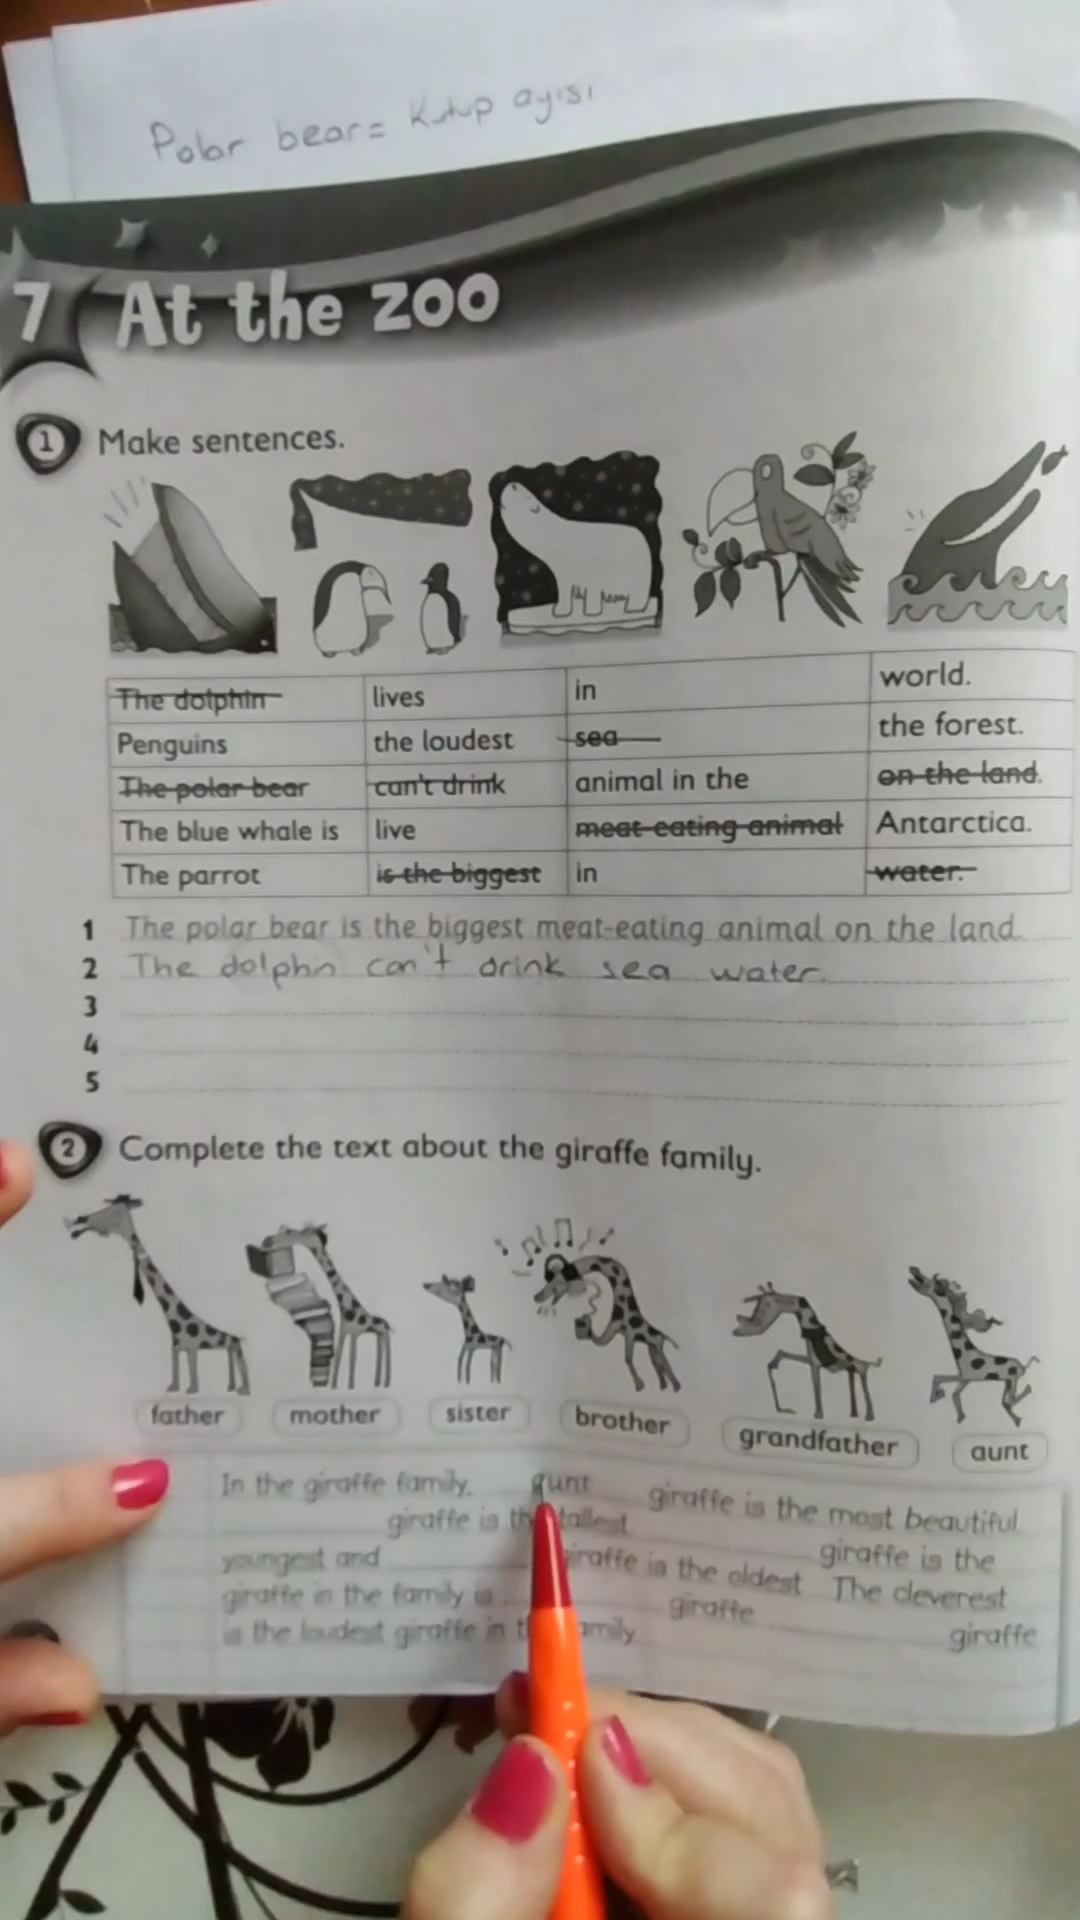 Polar bear= Kutup ayısı
7 At the zoo
1 Make sentences.
The dolphin lives in world.
Penguins the loudest sea the forest.
The polar bear can't drink animal in the on the land.
The blue whale is live meat-eating animal Antarctica.
The parrot is the biggest in water.
1 The polar bear is the biggest meat-eating animal on the land.
2 The dolphin can't drink sea water.
3
4
5
2 Complete the text about the giraffe family.
father mother sister brother grandfather aunt
In the giraffe family, aunt giraffe is the most beautiful.
giraffe is the tallest giraffe is the
youngest and giraffe is the oldest The cleverest
giraffe in the family is giraffe giraffe
is the loudest giraffe in family